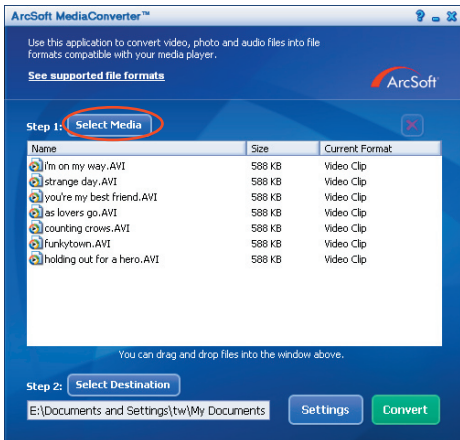 ArcSoft MediaConverter™
Use this application to convert video, photo and audio files into file
formats compatible with your media player.
See supported file formats
ArcSoft®
Step 1: Select Media
Name Size Current Format
i'm on my way.AVI 588 KB Video Clip
strange day.AVI 588 KB Video Clip
you're my best friend.AVI 588 KB Video Clip
as lovers go.AVI 588 KB Video Clip
counting crows.AVI 588 KB Video Clip
funkytown.AVI 588 KB Video Clip
holding out for a hero.AVI 588 KB Video Clip
You can drag and drop files into the window above.
Step 2: Select Destination
E:\Documents and Settings\tw\My Documents Settings Convert